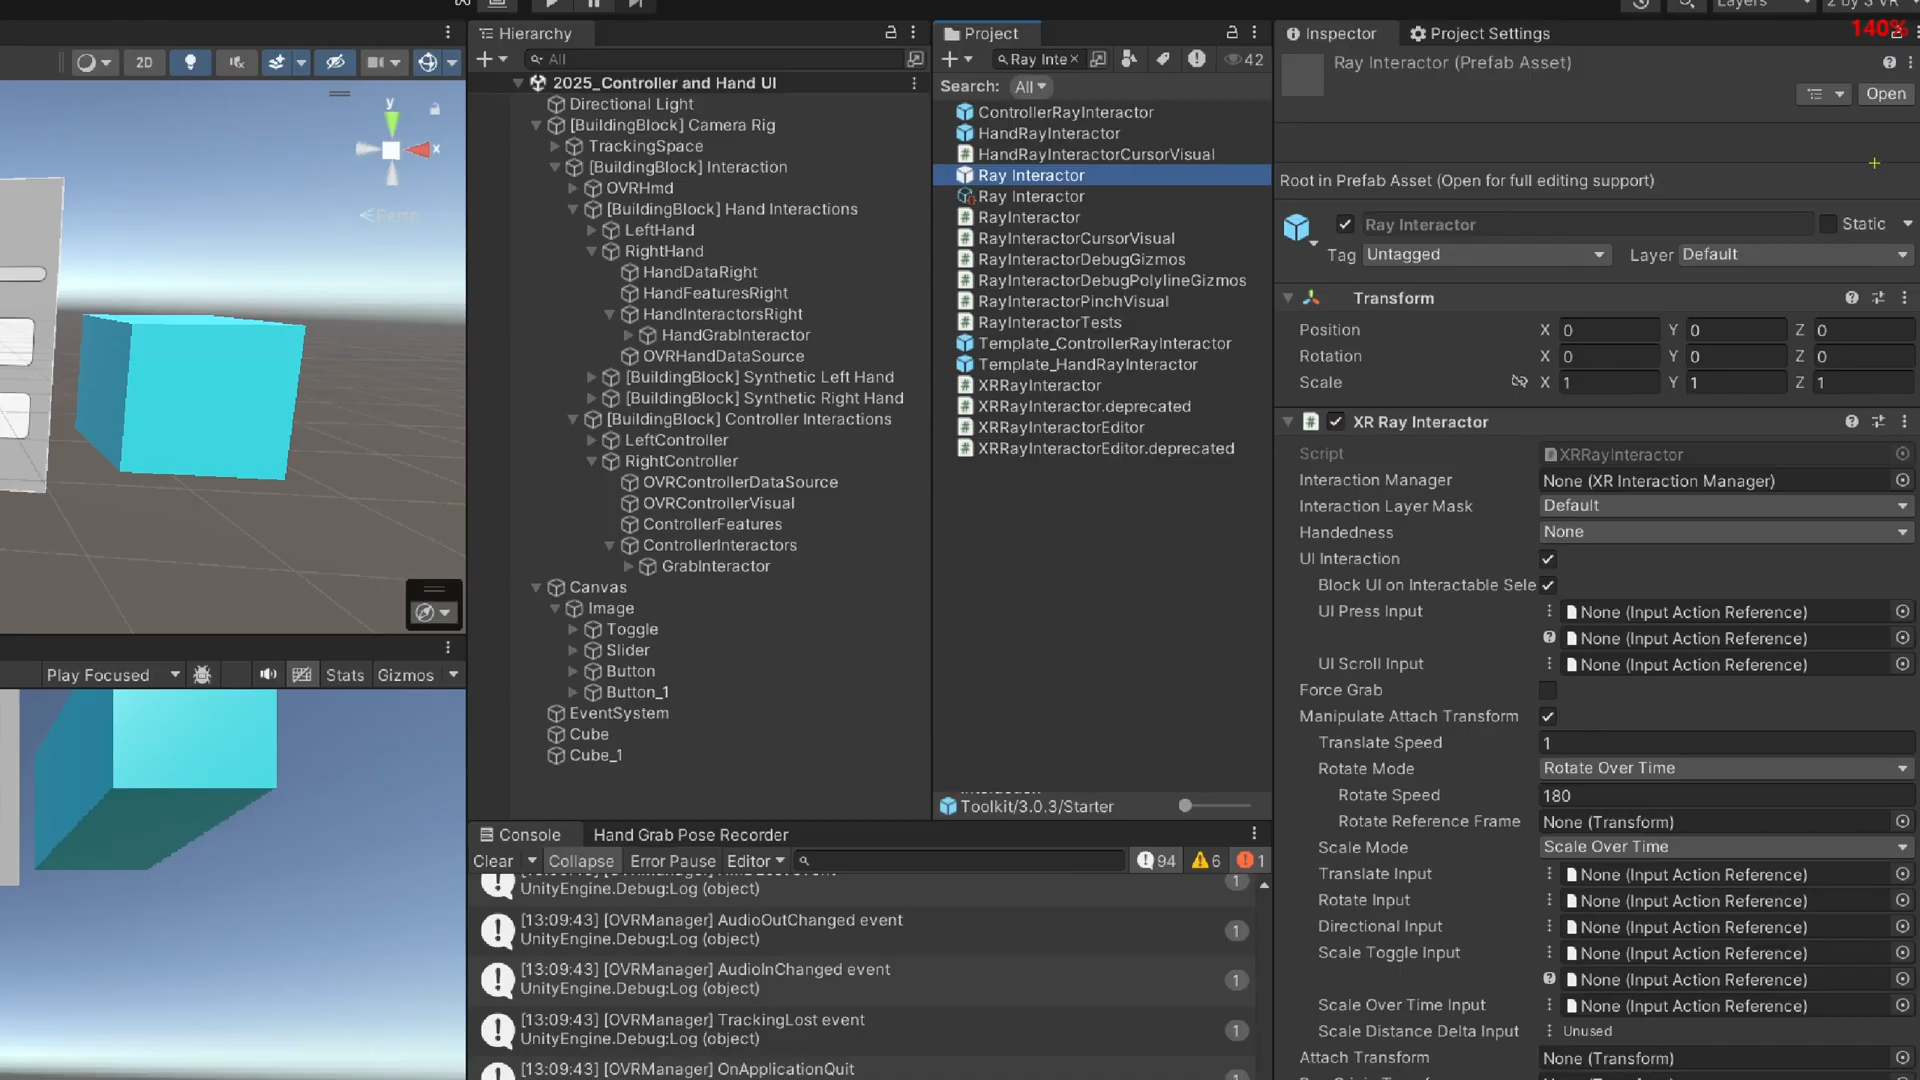 Layers
2 by 3 VR
140%
Hierarchy
Project
Inspector
Project Settings
2D
All
Ray Inte
42
Ray Interactor (Prefab Asset)
Open
2025_Controller and Hand UI
Search:
All
Directional Light
[BuildingBlock] Camera Rig
TrackingSpace
[BuildingBlock] Interaction
OVRHmd
[BuildingBlock] Hand Interactions
LeftHand
RightHand
HandDataRight
HandFeaturesRight
HandInteractorsRight
HandGrabInteractor
OVRHandDataSource
[BuildingBlock] Synthetic Left Hand
[BuildingBlock] Synthetic Right Hand
[BuildingBlock] Controller Interactions
LeftController
RightController
OVRControllerDataSource
OVRControllerVisual
ControllerFeatures
ControllerInteractors
GrabInteractor
Canvas
Image
Toggle
Slider
Button
Button_1
EventSystem
Cube
Cube_1
ControllerRayInteractor
HandRayInteractor
HandRayInteractorCursorVisual
Ray Interactor
Ray Interactor
RayInteractor
RayInteractorCursorVisual
RayInteractorDebugGizmos
RayInteractorDebugPolylineGizmos
RayInteractorPinchVisual
RayInteractorTests
Template_ControllerRayInteractor
Template_HandRayInteractor
XRRayInteractor
XRRayInteractor.deprecated
XRRayInteractorEditor
XRRayInteractorEditor.deprecated
Toolkit/3.0.3/Starter
y
x
Persp
Play Focused
Stats
Gizmos
Root in Prefab Asset (Open for full editing support)
Ray Interactor
Static
Tag
Untagged
Layer
Default
Transform
Position X 0 Y 0 Z 0
Rotation X 0 Y 0 Z 0
Scale X 1 Y 1 Z 1
XR Ray Interactor
Script XRRayInteractor
Interaction Manager None (XR Interaction Manager)
Interaction Layer Mask Default
Handedness None
UI Interaction
Block UI on Interactable Sele
UI Press Input None (Input Action Reference)
None (Input Action Reference)
UI Scroll Input None (Input Action Reference)
Force Grab
Manipulate Attach Transform
Translate Speed 1
Rotate Mode Rotate Over Time
Rotate Speed 180
Rotate Reference Frame None (Transform)
Scale Mode Scale Over Time
Translate Input None (Input Action Reference)
Rotate Input None (Input Action Reference)
Directional Input None (Input Action Reference)
Scale Toggle Input None (Input Action Reference)
None (Input Action Reference)
Scale Over Time Input None (Input Action Reference)
Scale Distance Delta Input Unused
Attach Transform None (Transform)
Console
Hand Grab Pose Recorder
Clear
Collapse
Error Pause
Editor
94
6
1
UnityEngine.Debug:Log (object)
1
[13:09:43] [OVRManager] AudioOutChanged event
UnityEngine.Debug:Log (object)
1
[13:09:43] [OVRManager] AudioInChanged event
UnityEngine.Debug:Log (object)
1
[13:09:43] [OVRManager] TrackingLost event
UnityEngine.Debug:Log (object)
1
[13:09:43] [OVRManager] OnApplicationQuit